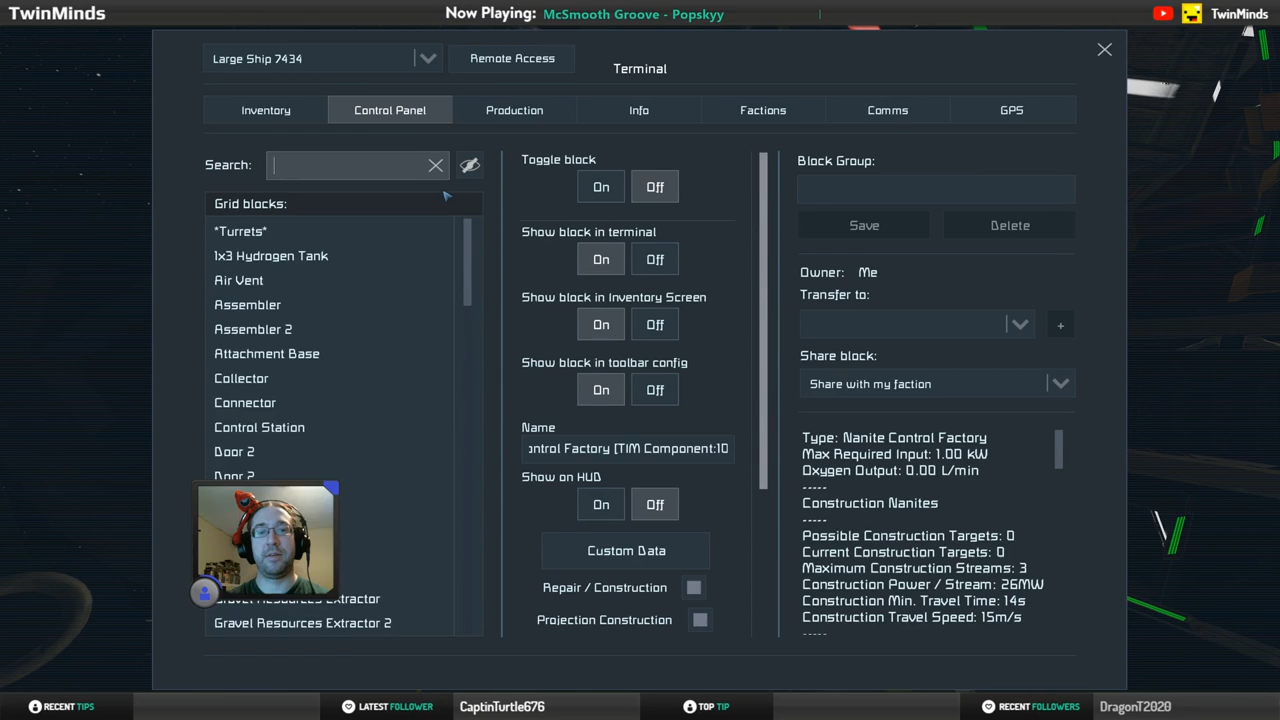 TwinMinds
Now Playing: McSmooth Groove - Popskyy
TwinMinds
Large Ship 7434
Remote Access
Terminal
Inventory
Control Panel
Production
Info
Factions
Comms
GPS
Search:
Grid blocks:
*Turrets*
1x3 Hydrogen Tank
Air Vent
Assembler
Assembler 2
Attachment Base
Collector
Connector
Control Station
Door 2
Door 2
Gravel Resources Extractor
Gravel Resources Extractor 2
Toggle block
On Off
Show block in terminal
On Off
Show block in Inventory Screen
On Off
Show block in toolbar config
On Off
Name
ontrol Factory [TIM Component:10
Show on HUD
On Off
Custom Data
Repair / Construction
Projection Construction
Block Group:
Save Delete
Owner: Me
Transfer to:
+
Share block:
Share with my faction
Type: Nanite Control Factory
Max Required Input: 1.00 kW
Oxygen Output: 0.00 L/min
-----
Construction Nanites
-----
Possible Construction Targets: 0
Current Construction Targets: 0
Maximum Construction Streams: 3
Construction Power / Stream: 26MW
Construction Min. Travel Time: 14s
Construction Travel Speed: 15m/s
-----
RECENT TIPS
LATEST FOLLOWER
CaptinTurtle676
TOP TIP
RECENT FOLLOWERS
DragonT2020